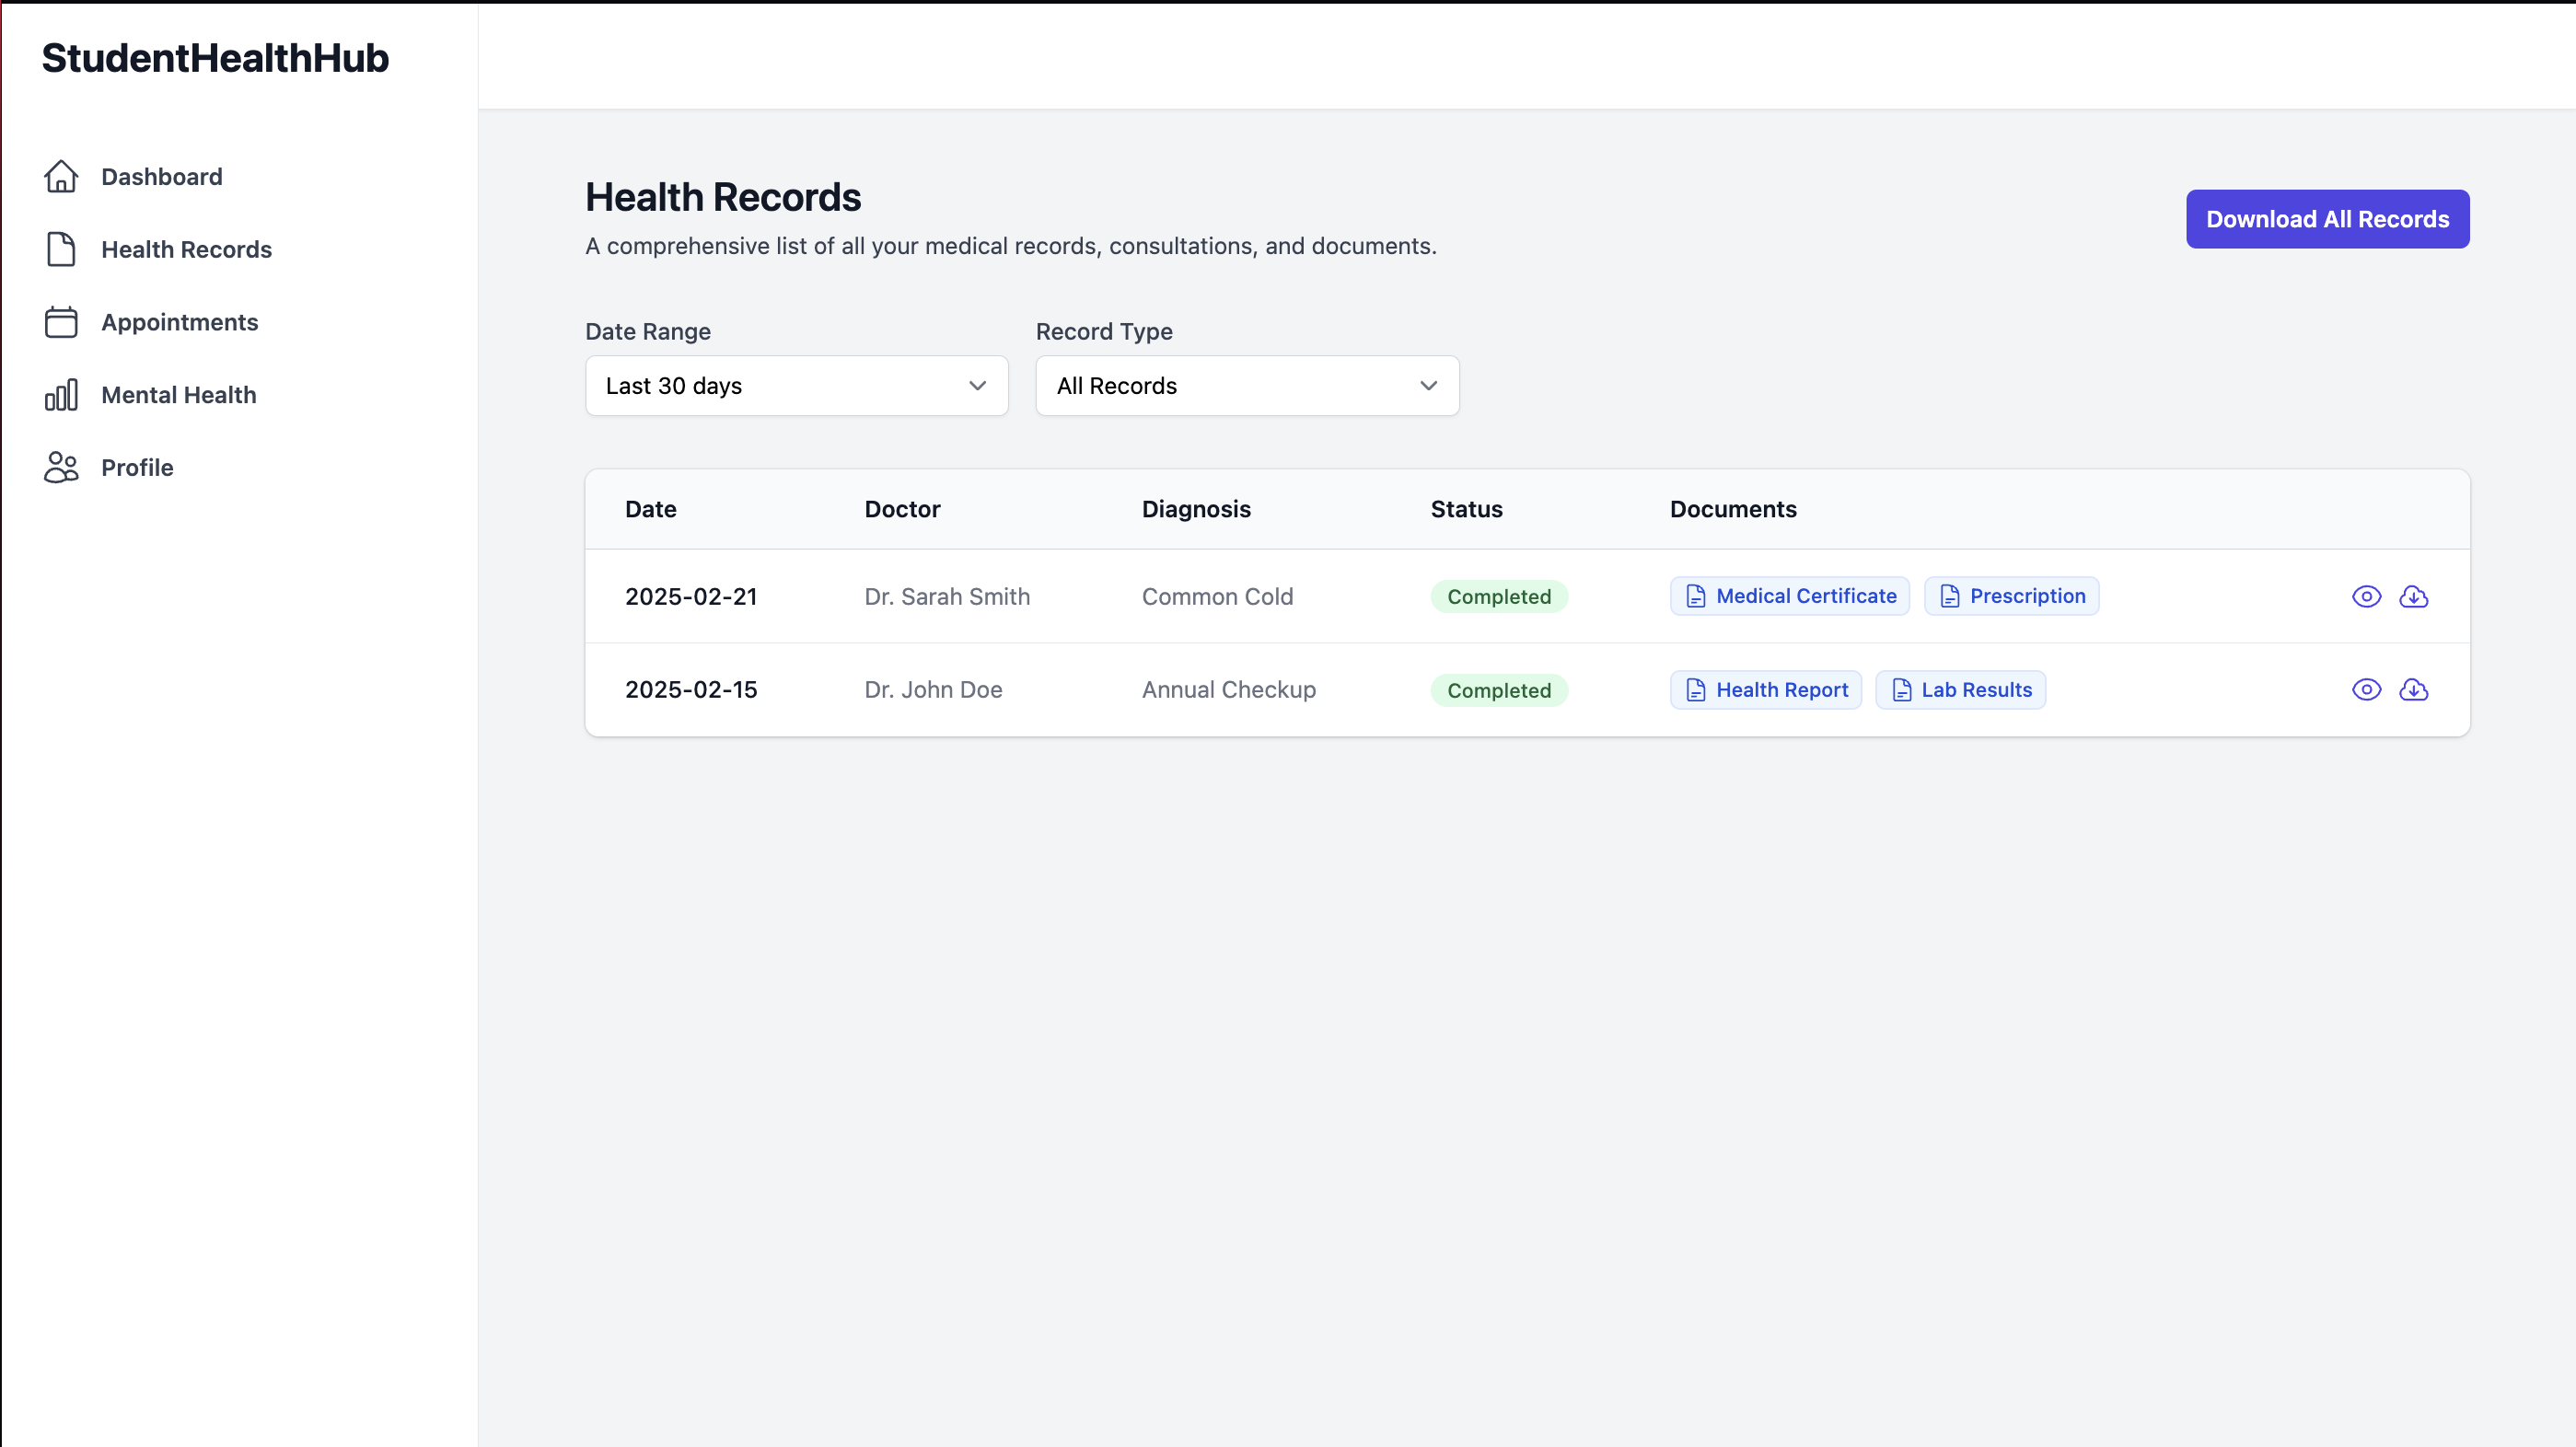 StudentHealthHub
Dashboard
Health Records
Appointments
Mental Health
Profile
Health Records
A comprehensive list of all your medical records, consultations, and documents.
Download All Records
Date Range
Record Type
Last 30 days
All Records
Date Doctor Diagnosis Status Documents
2025-02-21 Dr. Sarah Smith Common Cold Completed Medical Certificate Prescription
2025-02-15 Dr. John Doe Annual Checkup Completed Health Report Lab Results